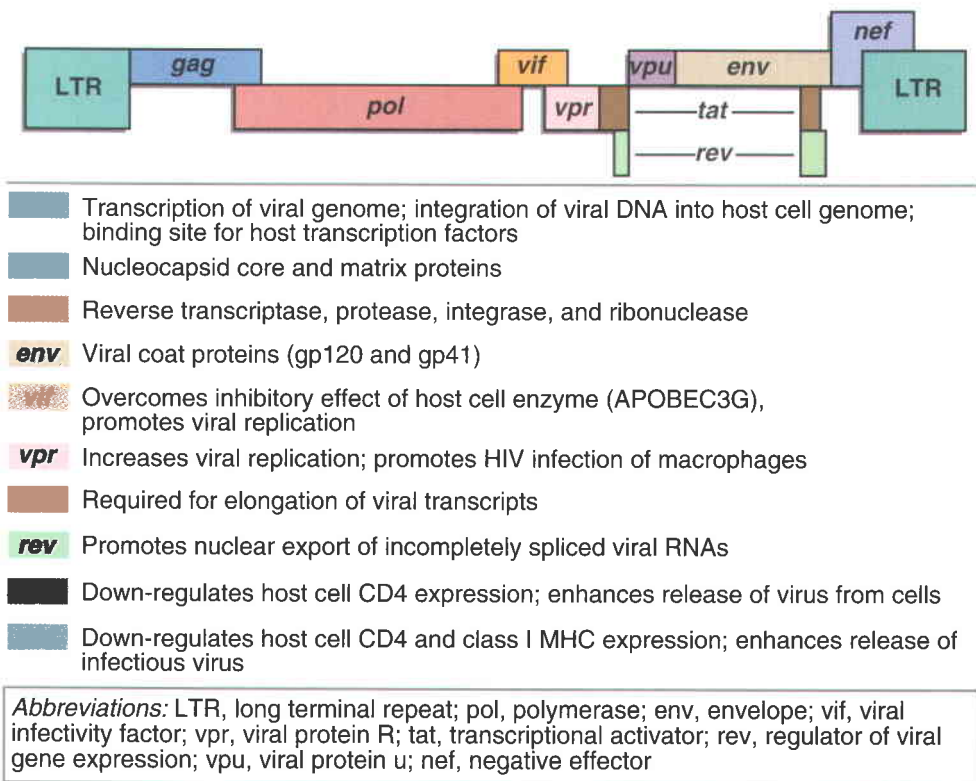 nef
gag
vif
vpu
env
LTR
LTR
pol
vpr
tat
rev
Transcription of viral genome; integration of viral DNA into host cell genome;
binding site for host transcription factors
Nucleocapsid core and matrix proteins
Reverse transcriptase, protease, integrase, and ribonuclease
env Viral coat proteins (gp120 and gp41)
vif Overcomes inhibitory effect of host cell enzyme (APOBEC3G),
promotes viral replication
vpr Increases viral replication; promotes HIV infection of macrophages
Required for elongation of viral transcripts
rev Promotes nuclear export of incompletely spliced viral RNAs
Down-regulates host cell CD4 expression; enhances release of virus from cells
Down-regulates host cell CD4 and class I MHC expression; enhances release of
infectious virus
Abbreviations: LTR, long terminal repeat; pol, polymerase; env, envelope; vif, viral
infectivity factor; vpr, viral protein R; tat, transcriptional activator; rev, regulator of viral
gene expression; vpu, viral protein u; nef, negative effector